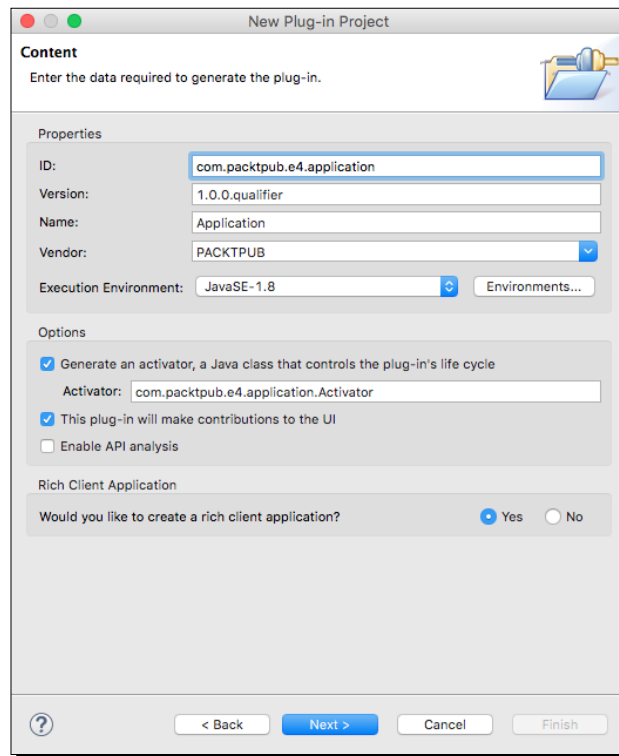 New Plug-in Project
Content
Enter the data required to generate the plug-in.
Properties
ID: com.packtpub.e4.application
Version: 1.0.0.qualifier
Name: Application
Vendor: PACKTPUB
Execution Environment: JavaSE-1.8 Environments...
Options
Generate an activator, a Java class that controls the plug-in's life cycle
Activator: com.packtpub.e4.application.Activator
This plug-in will make contributions to the UI
Enable API analysis
Rich Client Application
Would you like to create a rich client application? Yes No
? < Back Next > Cancel Finish